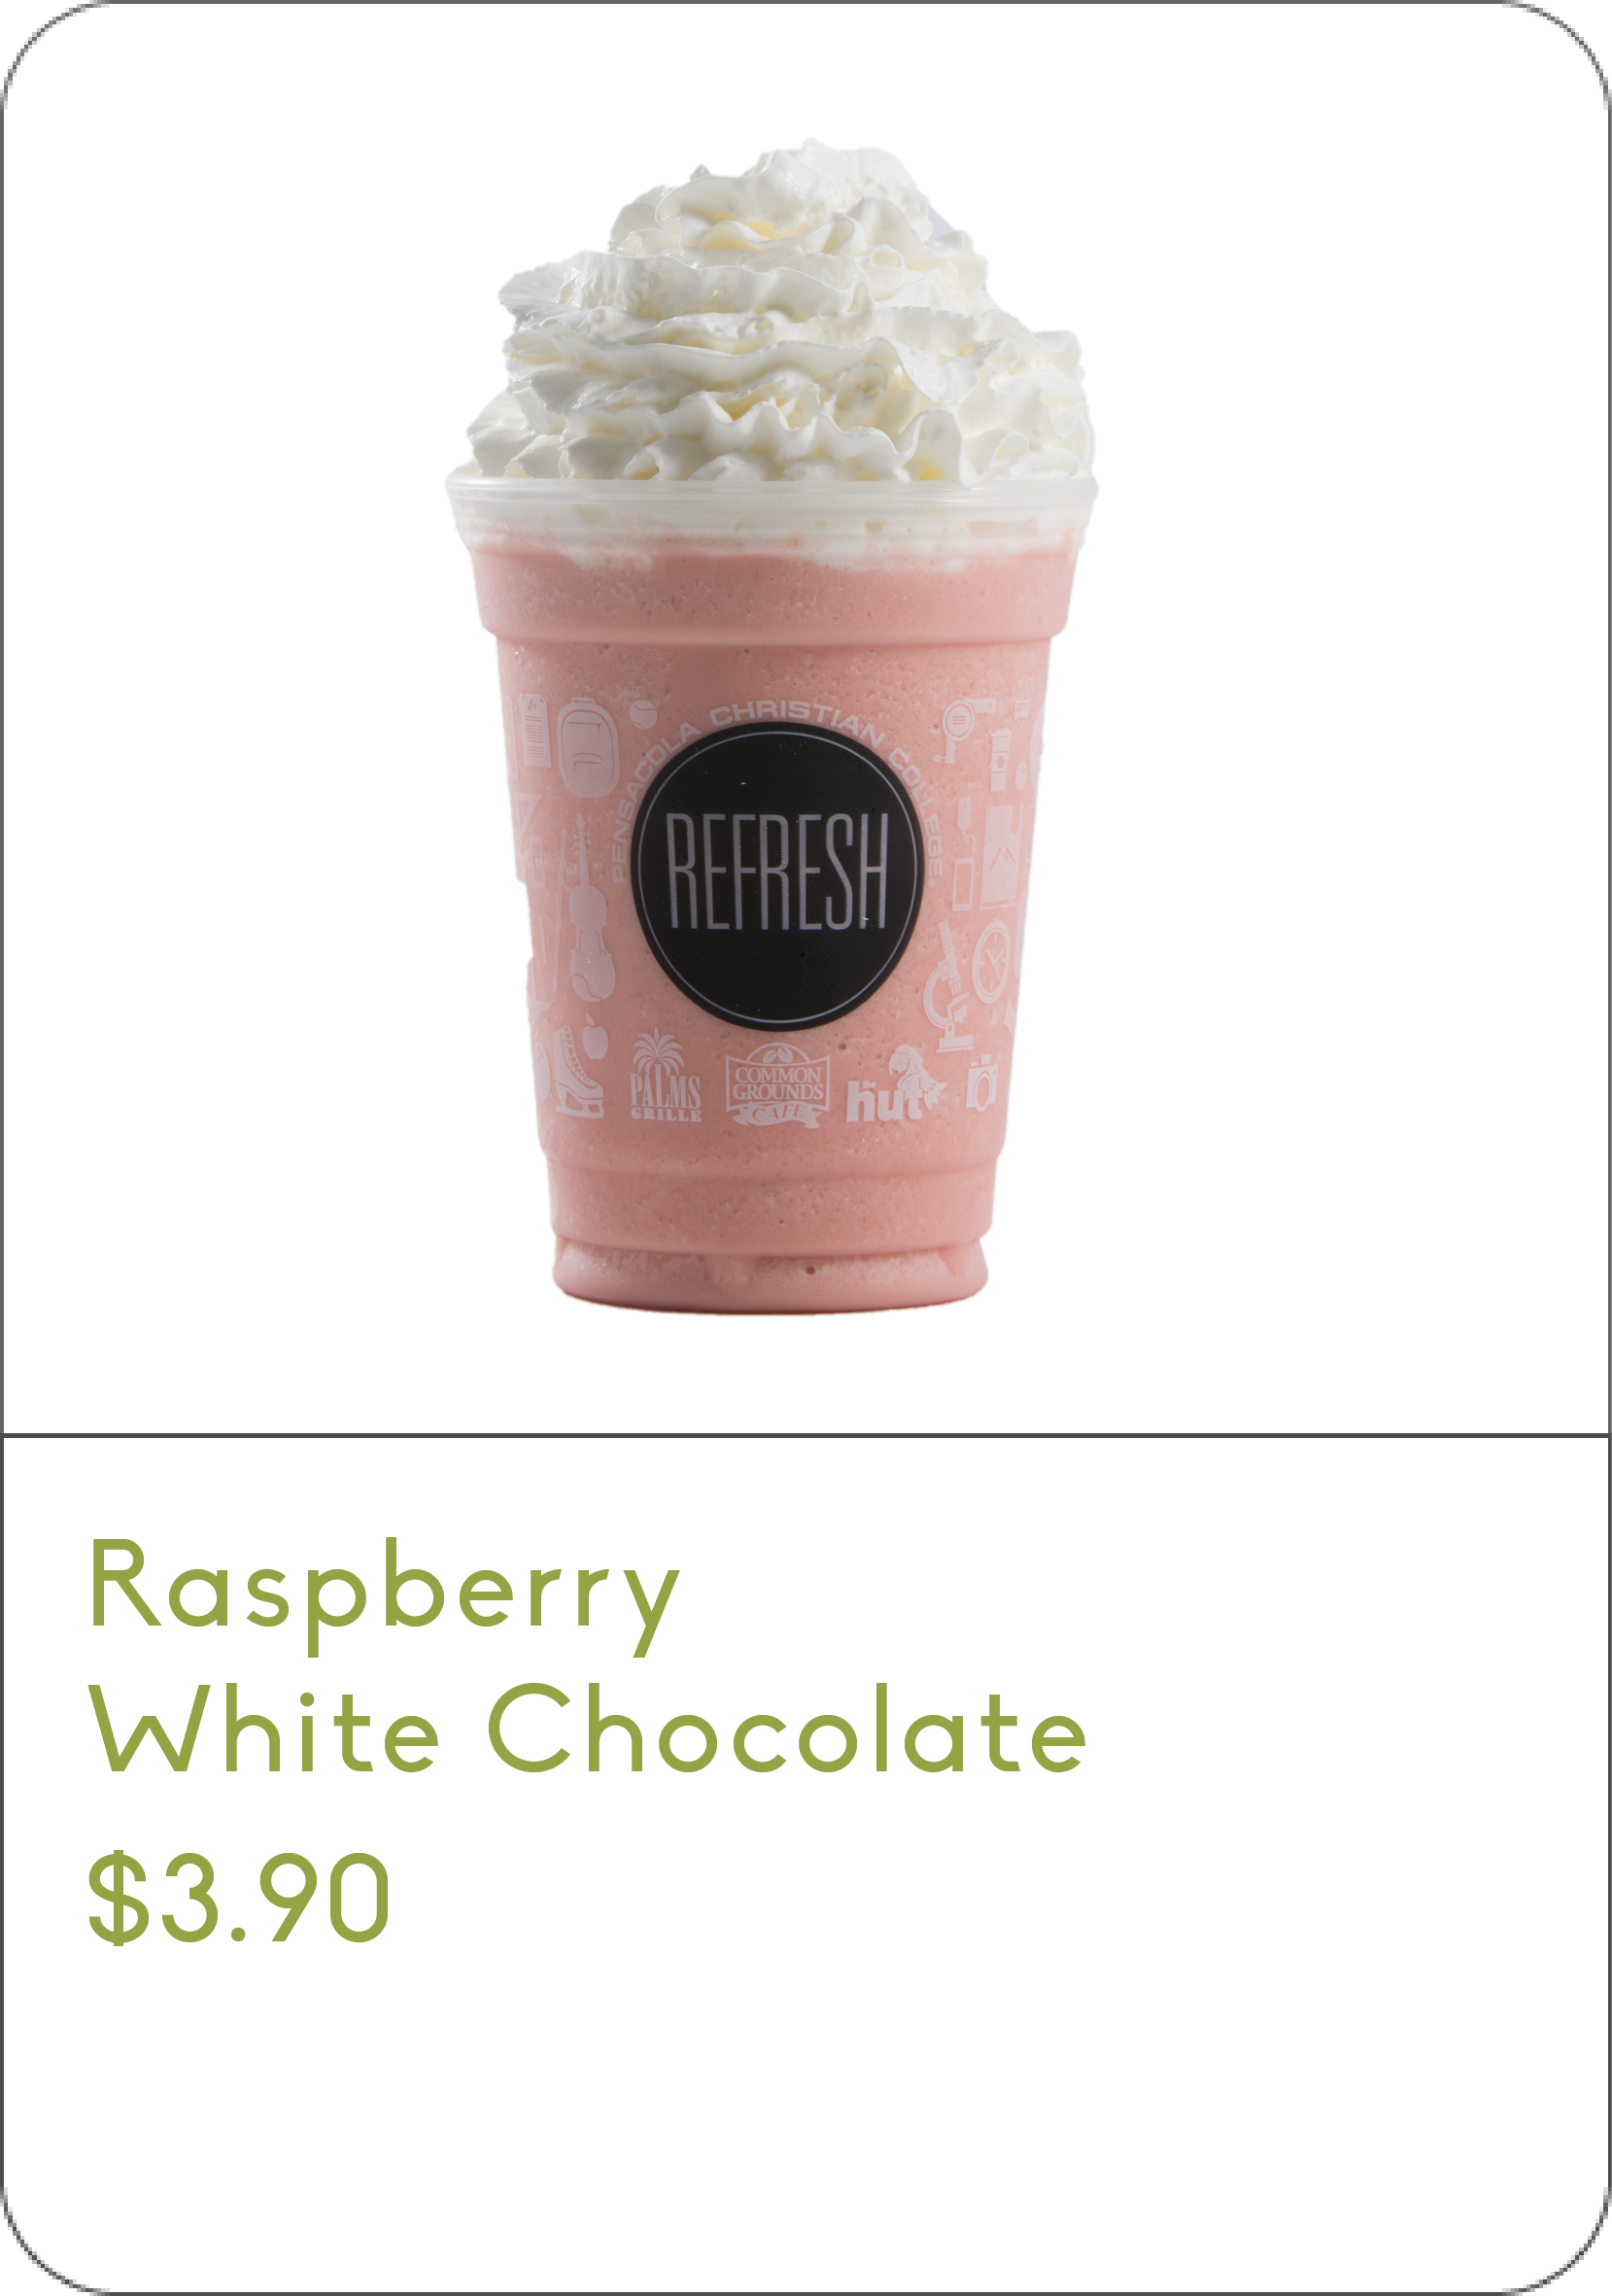 PENSACOLA CHRISTIAN COLLEGE.
REFRESH
PALMS
GRILLE
COMMON
GROUNDS
CAFE
hut
Raspberry
White Chocolate
$3.90